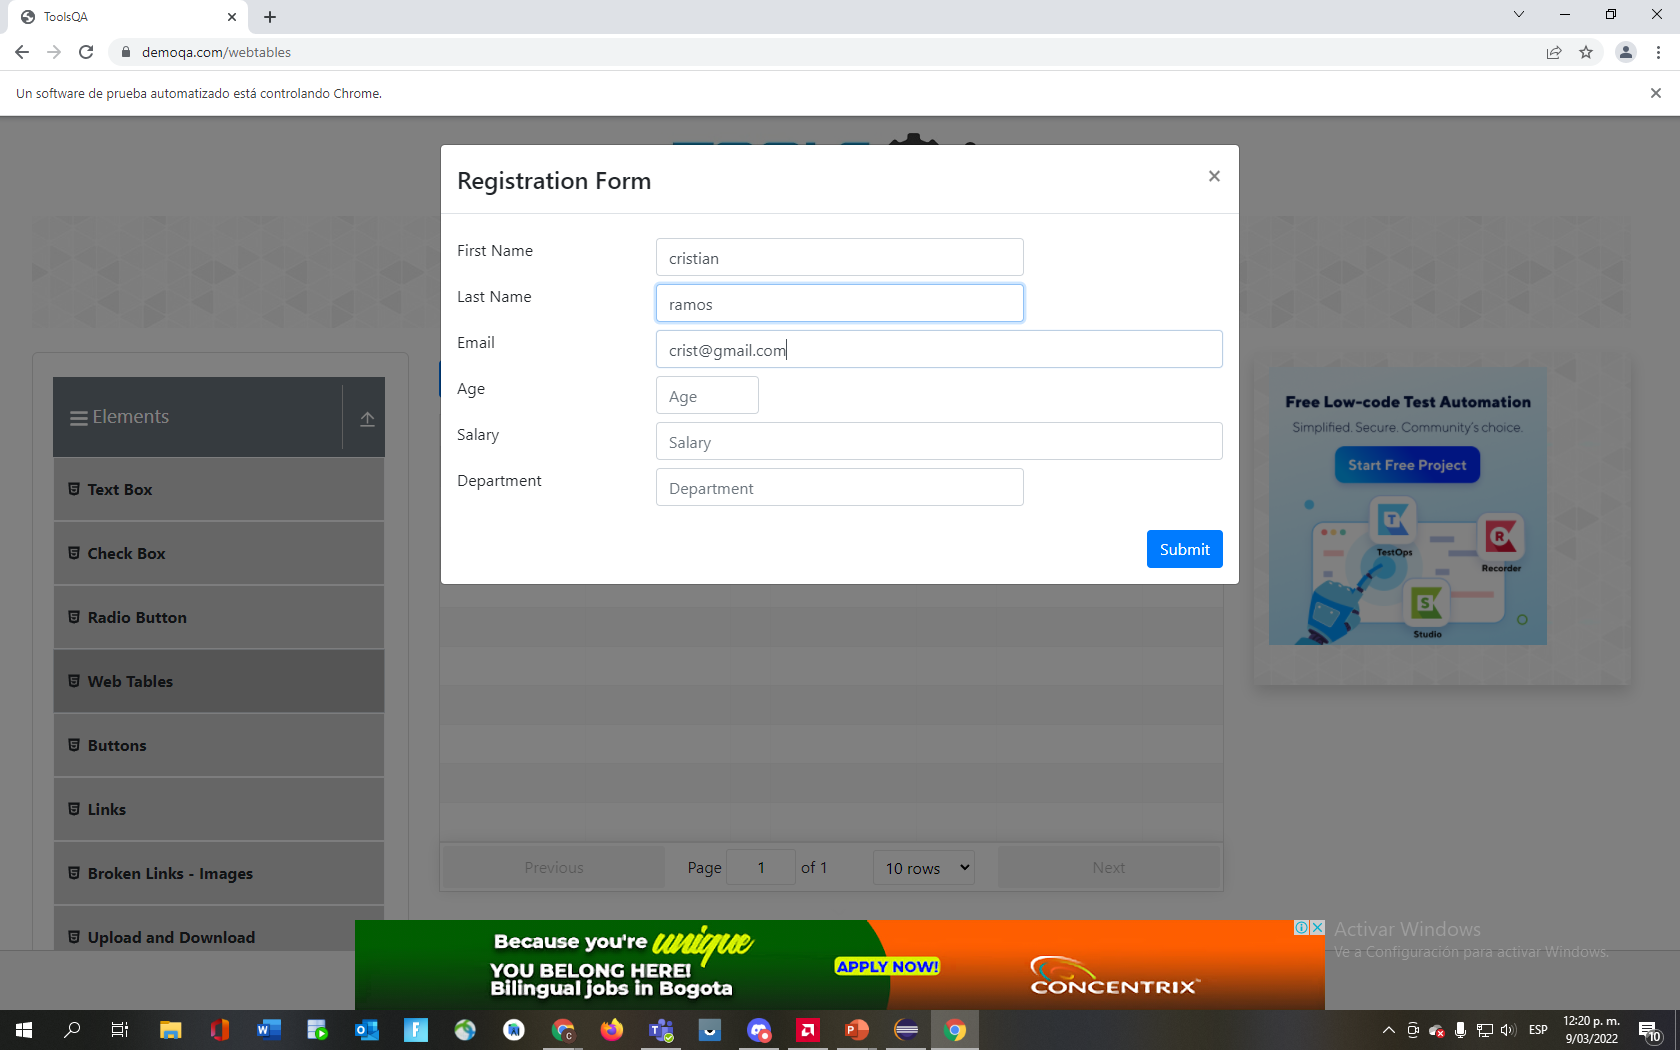 ToolsQA
demoqa.com/webtables
Un software de prueba automatizado está controlando Chrome.
Registration Form
First Name
cristian
Last Name
ramos
Email
crist@gmail.com
Age
Age
Salary
Salary
Department
Department
Submit
Elements
Text Box
Check Box
Radio Button
Web Tables
Buttons
Links
Broken Links - Images
Upload and Download
Previous
Page 1 of 1
10 rows
Next
Free Low-code Test Automation
Simplified. Secure. Community's choice.
Start Free Project
TestOps
Recorder
Studio
Because you're unique
YOU BELONG HERE!
Bilingual jobs in Bogota
APPLY NOW!
CONCENTRIX
Activar Windows
Ve a Configuración para activar Windows.
ESP
12:20 p. m.
9/03/2022
10